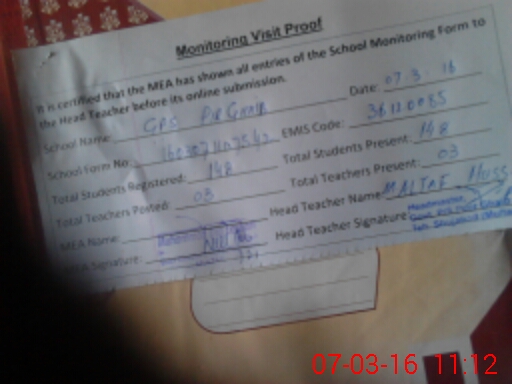 Monitoring Visit Proof
It is certified that the MEA has shown all entries of the School Monitoring Form to
the Head Teacher before its online submission.
School Name: GPS Date: 07.3.16
School Form No: EMIS Code: 36110085
Total Students Registered: 148 Total Students Present: 148
Total Teachers Posted: 03 Total Teachers Present: 03
MEA Name: Head Teacher Name:
MEA Signature: Head Teacher Signature
Headmaster
07-03-16 11:12